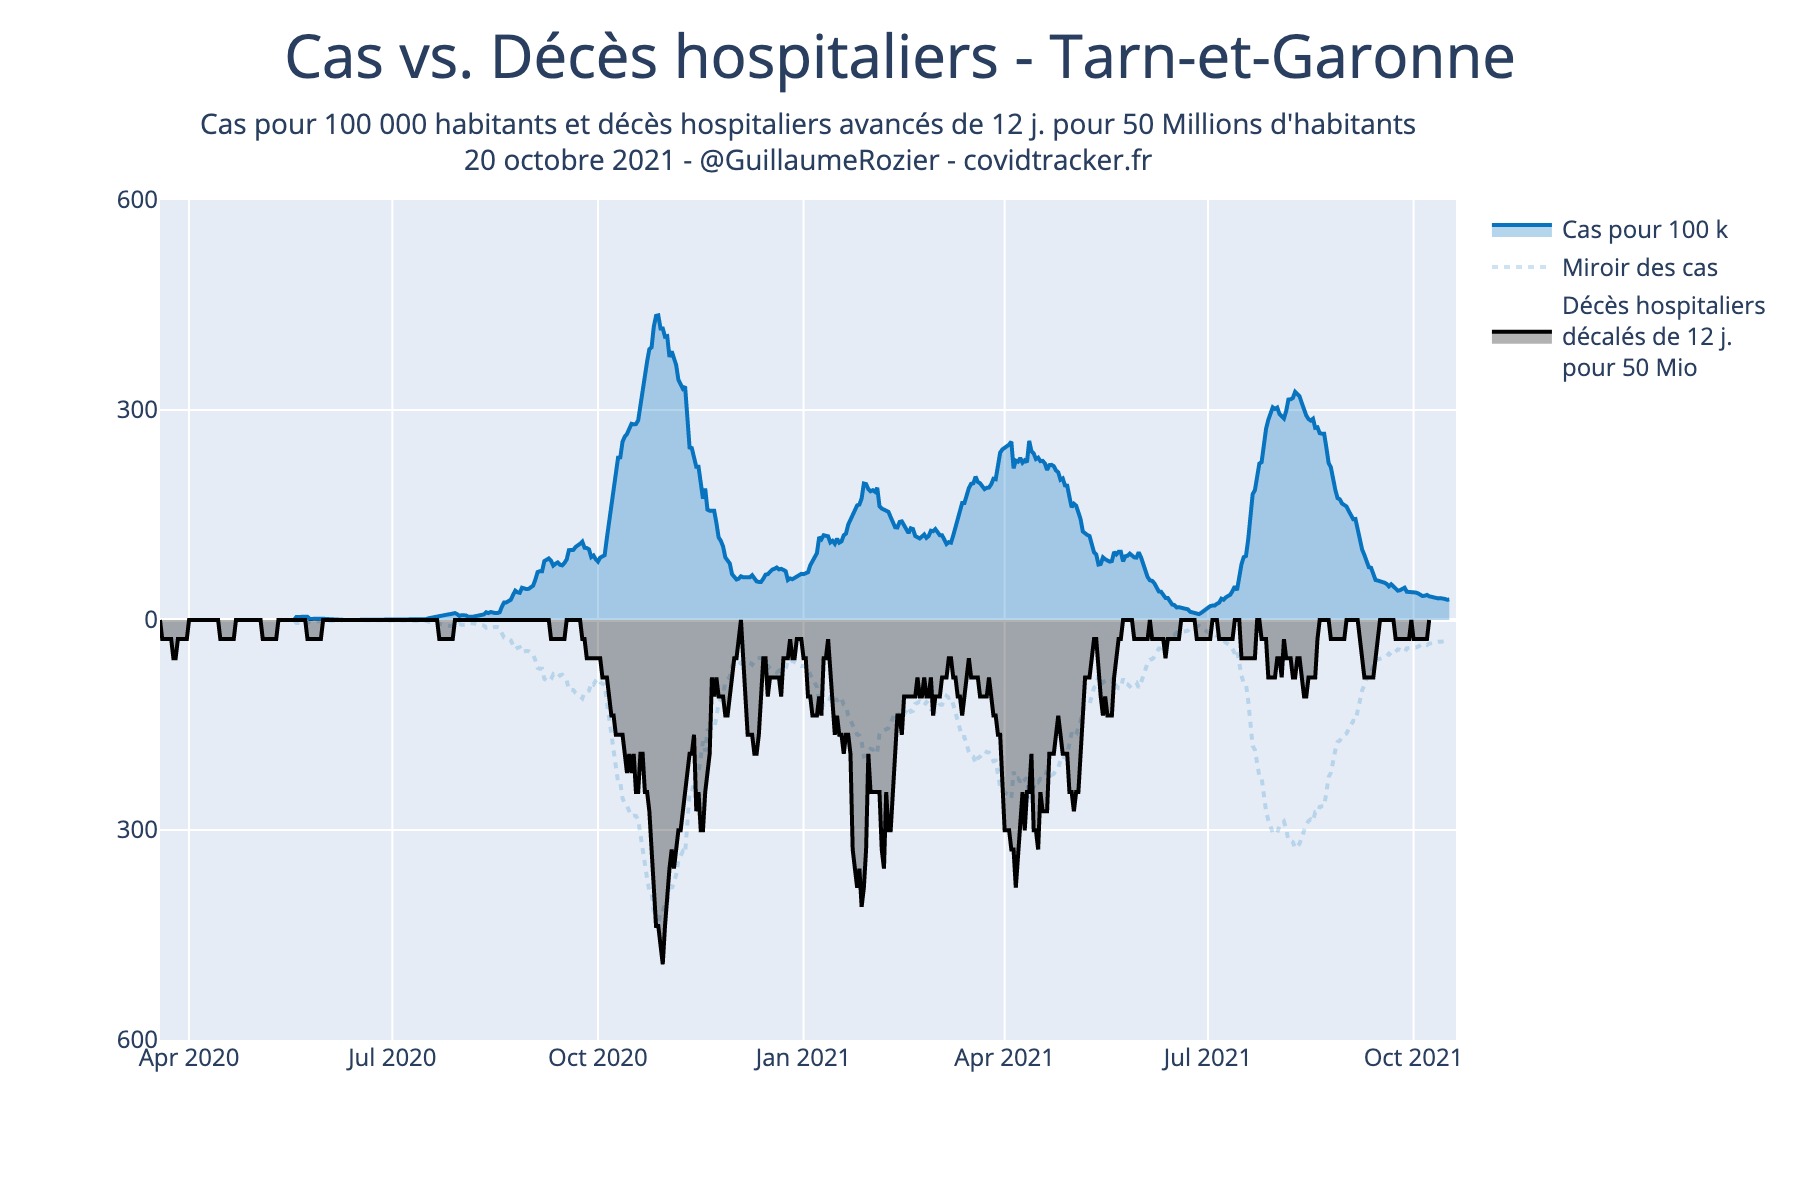 Cas vs. Décès hospitaliers - Tarn-et-Garonne
Cas pour 100 000 habitants et décès hospitaliers avancés de 12 j. pour 50 Millions d'habitants
20 octobre 2021 - @GuillaumeRozier - covidtracker.fr
600
300
0
300
600
Apr 2020
Jul 2020
Oct 2020
Jan 2021
Apr 2021
Jul 2021
Oct 2021
Cas pour 100 k
Miroir des cas
Décès hospitaliers
décalés de 12 j.
pour 50 Mio